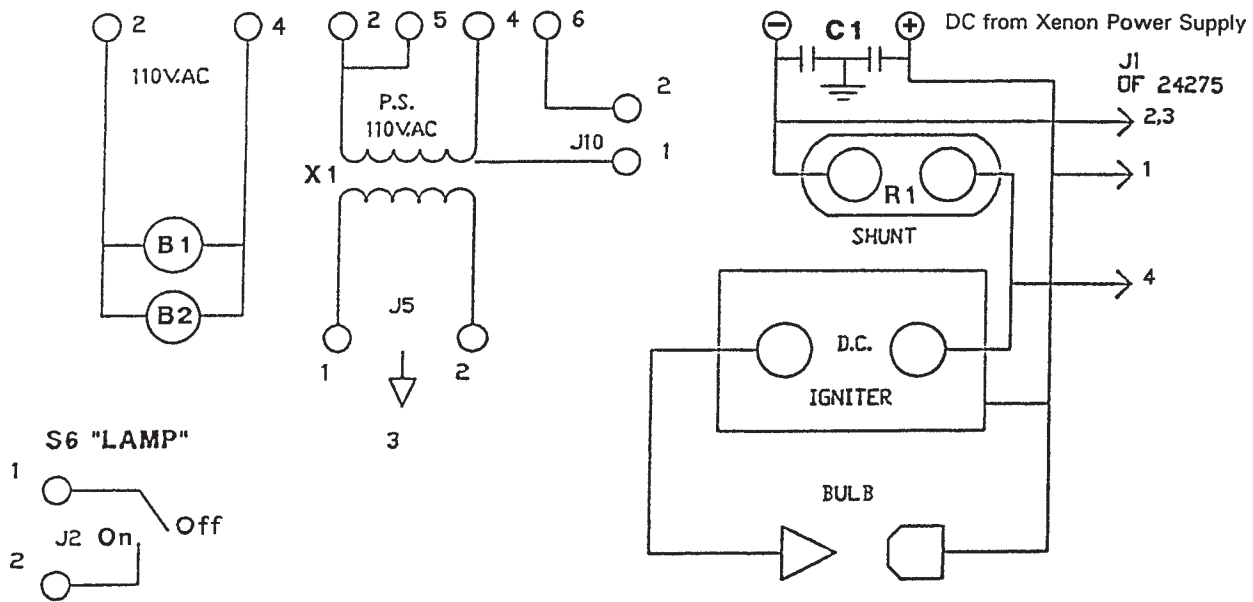 2 4 2 5 4 6 − C1 + DC from Xenon Power Supply
110V.AC
J1
OF 24275
2
P.S.
110V.AC
2,3
J10
1
X1
1
R1
SHUNT
B1
4
J5
B2
D.C.
1
2
IGNITER
3
S6 "LAMP"
1
BULB
Off
J2 On
2